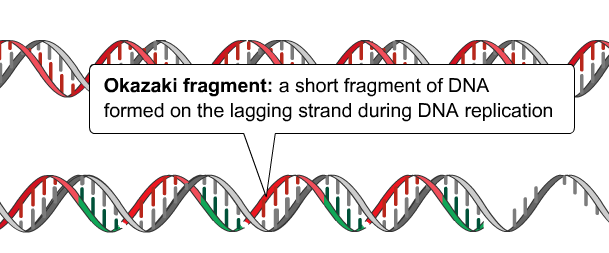 Okazaki fragment: a short fragment of DNA
formed on the lagging strand during DNA replication